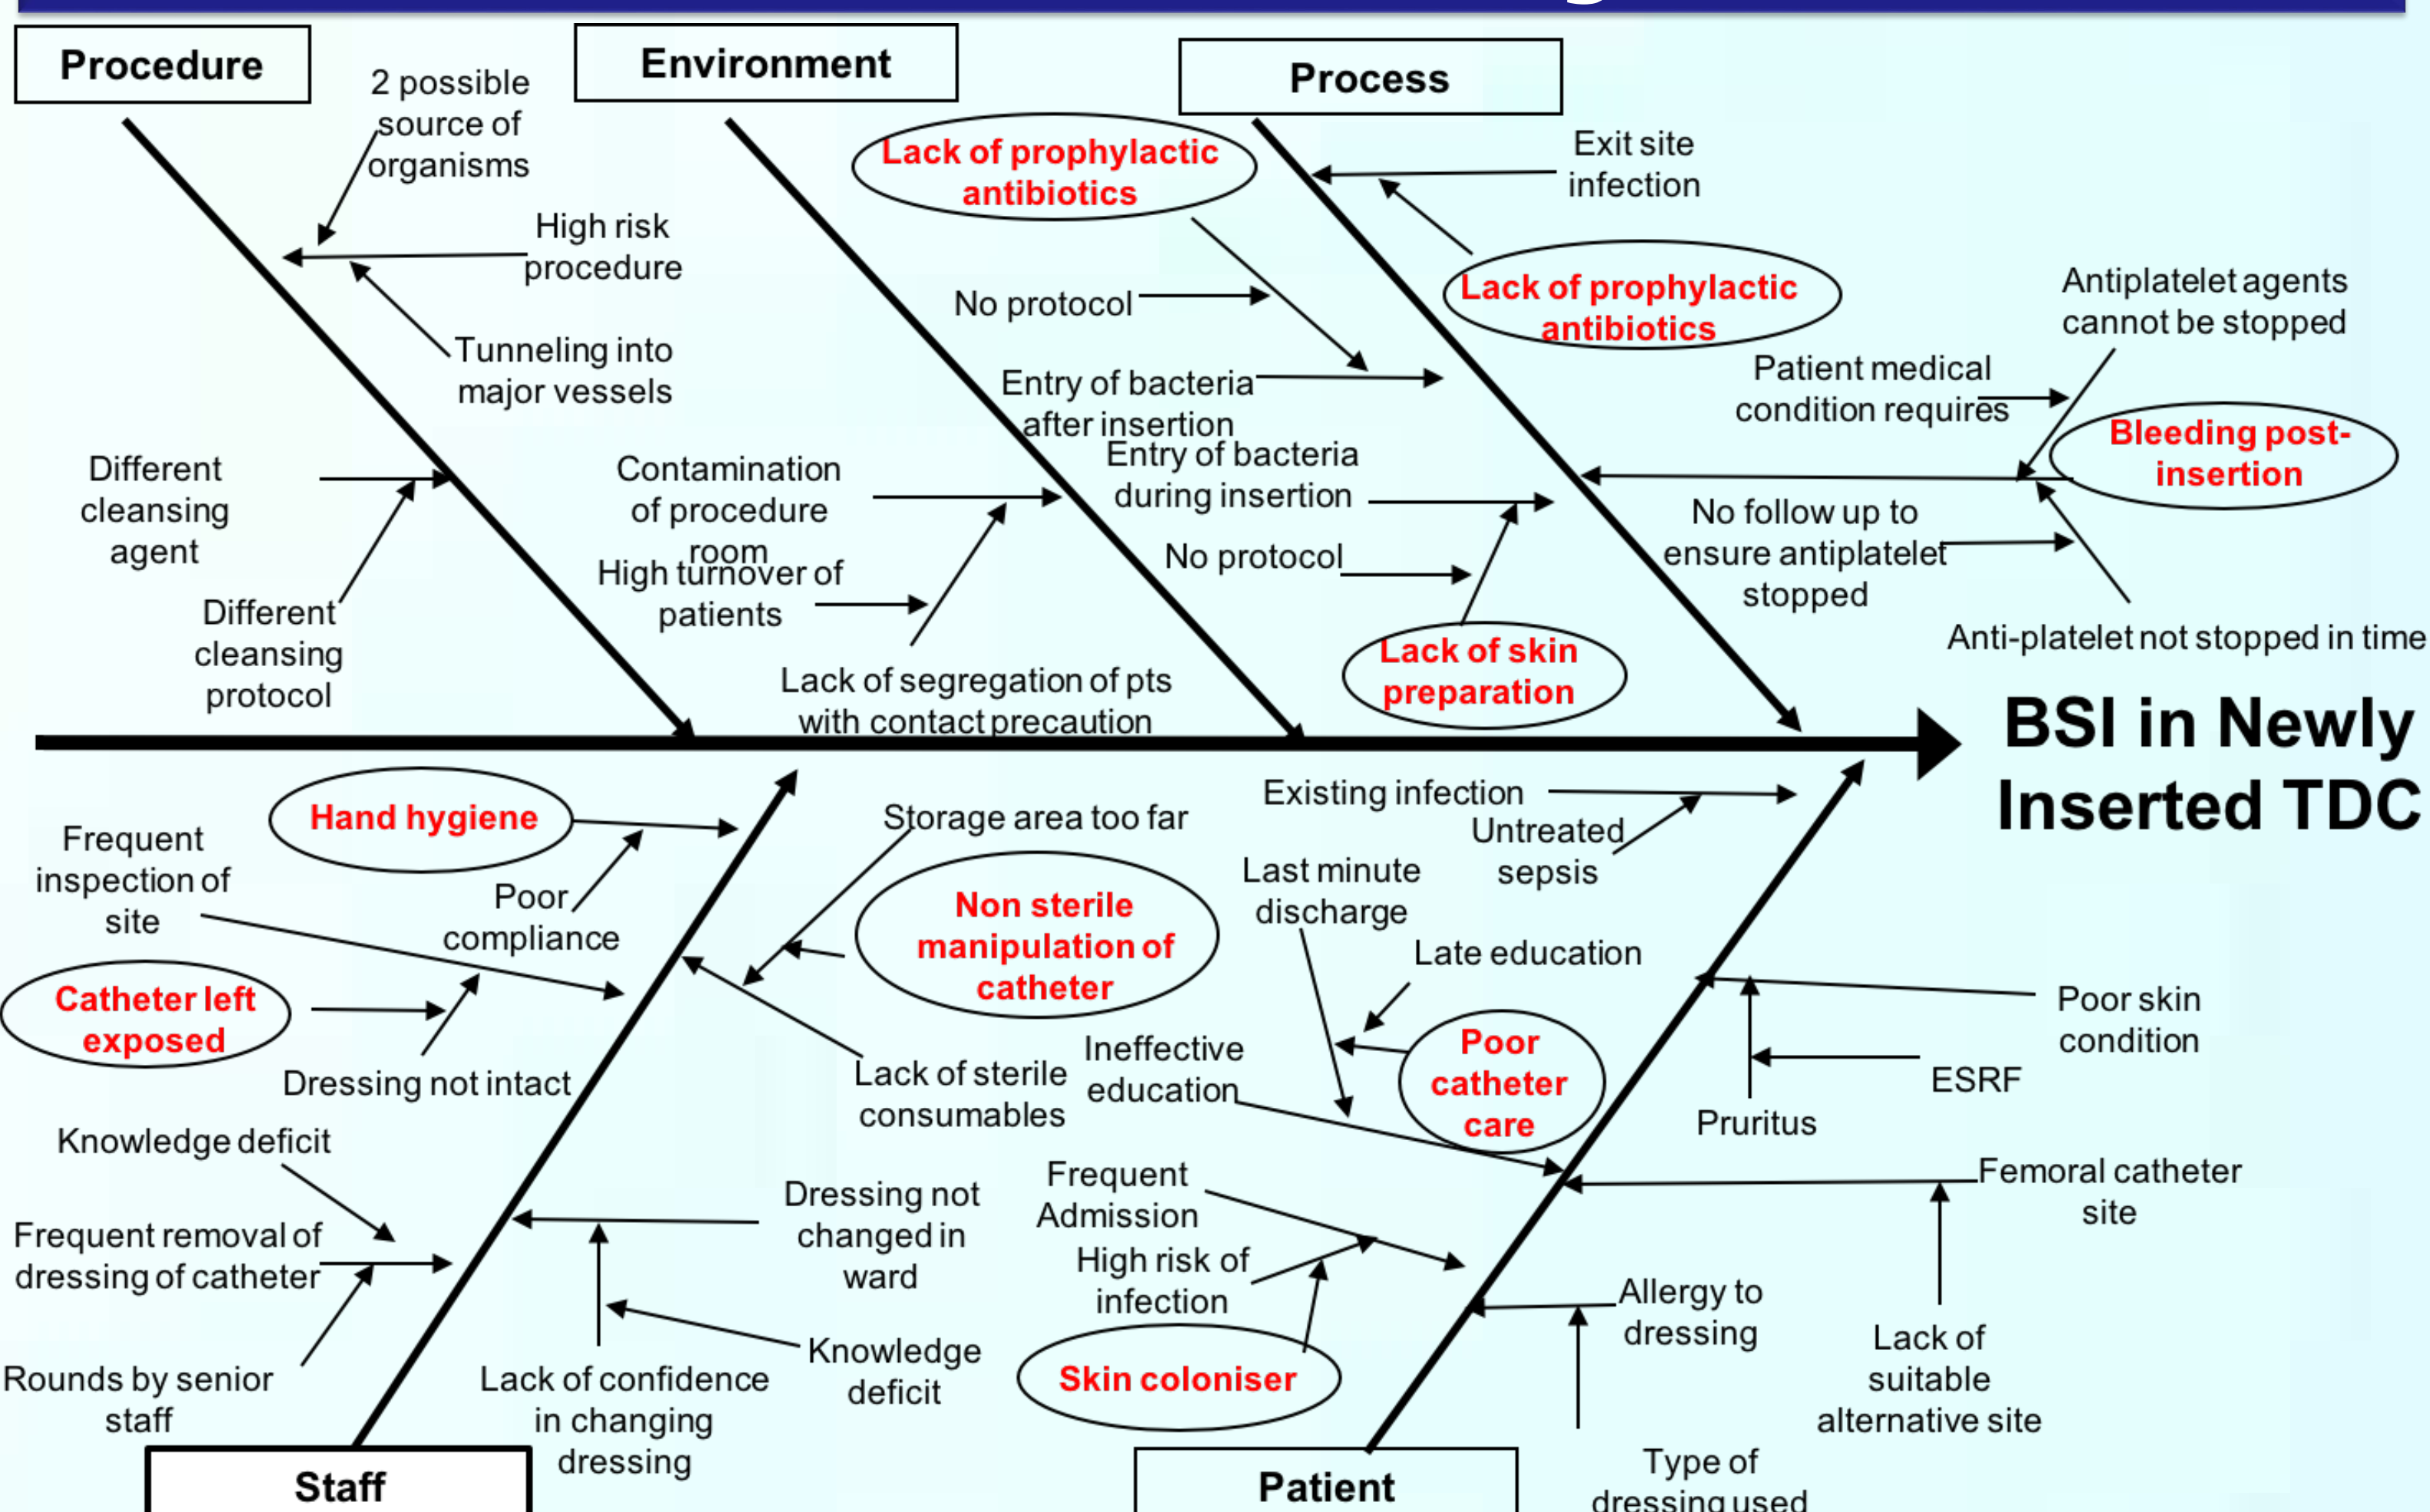 Procedure
2 possible
source of
organisms
High risk
procedure
Tunneling into
major vessels
Different
cleansing
agent
Different
cleansing
protocol
Environment
Contamination
of procedure
room
High turnover of
patients
Lack of segregation of pts
with contact precaution
Process
Lack of prophylactic
antibiotics
No protocol
Entry of bacteria
after insertion
Entry of bacteria
during insertion
No protocol
Lack of skin
preparation
Exit site
infection
Lack of prophylactic
antibiotics
Antiplatelet agents
cannot be stopped
Patient medical
condition requires
Bleeding post-
insertion
No follow up to
ensure antiplatelet
stopped
Anti-platelet not stopped in time
BSI in Newly
Inserted TDC
Hand hygiene
Poor
compliance
Frequent
inspection of
site
Catheter left
exposed
Dressing not intact
Storage area too far
Non sterile
manipulation of
catheter
Lack of sterile
consumables
Knowledge deficit
Frequent removal of
dressing of catheter
Rounds by senior
staff
Dressing not
changed in
ward
Knowledge
deficit
Lack of confidence
in changing
dressing
Staff
Existing infection
Untreated
sepsis
Last minute
discharge
Late education
Poor
catheter
care
Ineffective
education
Poor skin
condition
ESRF
Pruritus
Frequent
Admission
High risk of
infection
Skin coloniser
Femoral catheter
site
Lack of
suitable
alternative site
Allergy to
dressing
Type of
dressing used
Patient